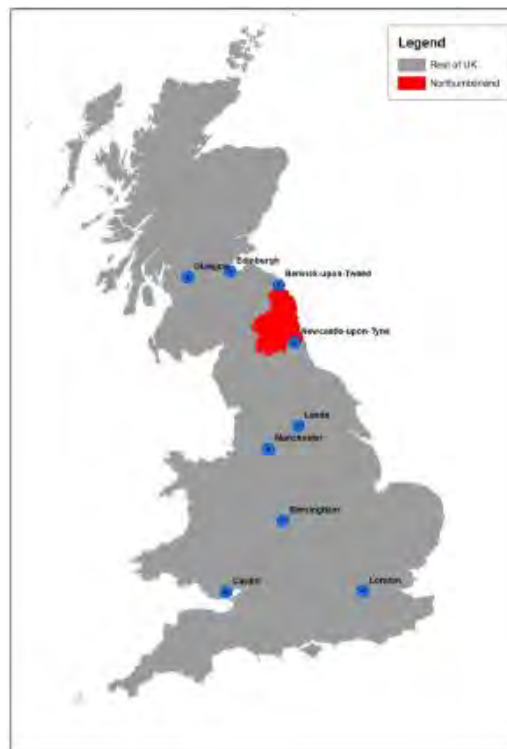 Legend
Rest of UK
Northumberland
Glasgow
Edinburgh
Berwick-upon-Tweed
Newcastle-upon-Tyne
Leeds
Manchester
Birmingham
Cardiff
London